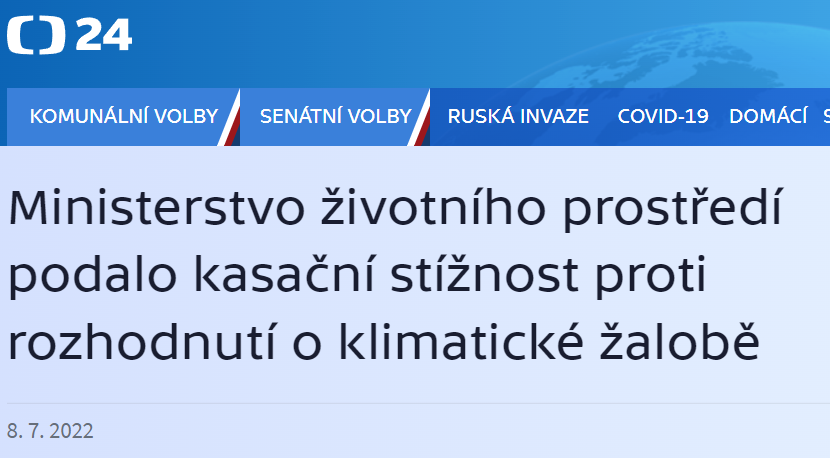 24
KOMUNÁLNÍ VOLBY SENÁTNÍ VOLBY RUSKÁ INVAZE COVID-19 DOMÁCÍ
Ministerstvo životního prostředí
podalo kasační stížnost proti
rozhodnutí o klimatické žalobě
8. 7. 2022